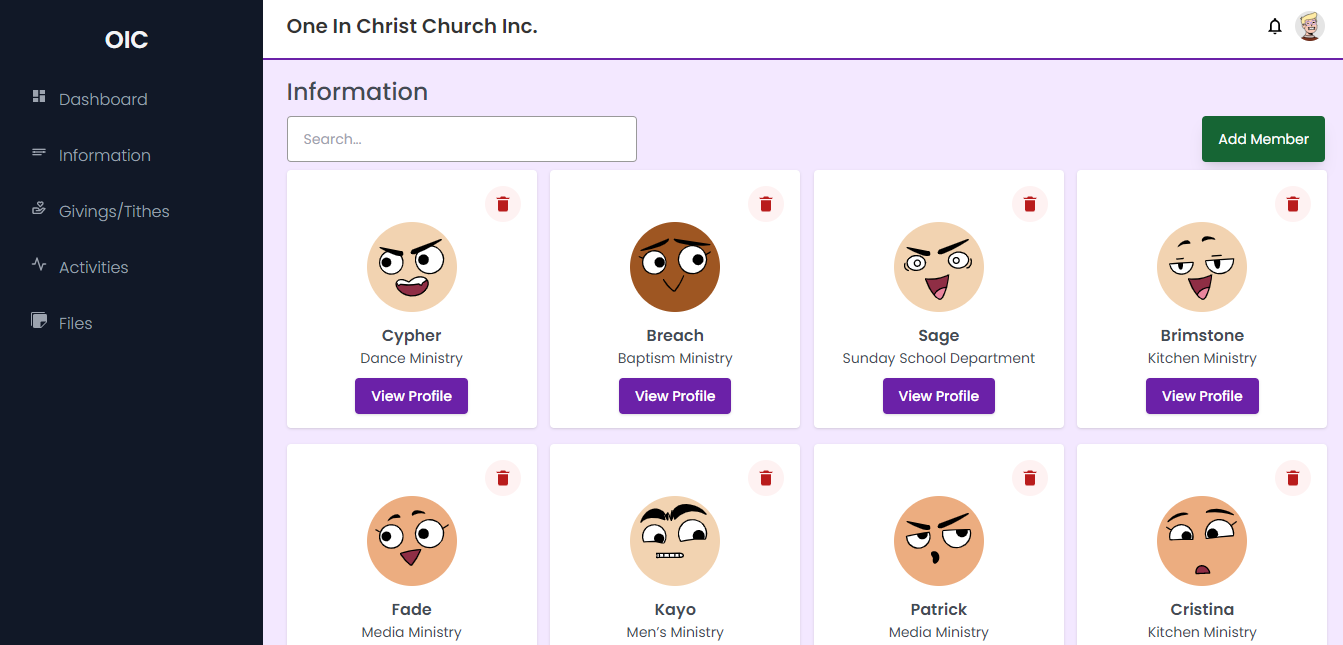 OIC
Dashboard
Information
Givings/Tithes
Activities
Files
One In Christ Church Inc.
Information
Search...
Add Member
Cypher
Dance Ministry
View Profile
Breach
Baptism Ministry
View Profile
Sage
Sunday School Department
View Profile
Brimstone
Kitchen Ministry
View Profile
Fade
Media Ministry
Kayo
Men's Ministry
Patrick
Media Ministry
Cristina
Kitchen Ministry